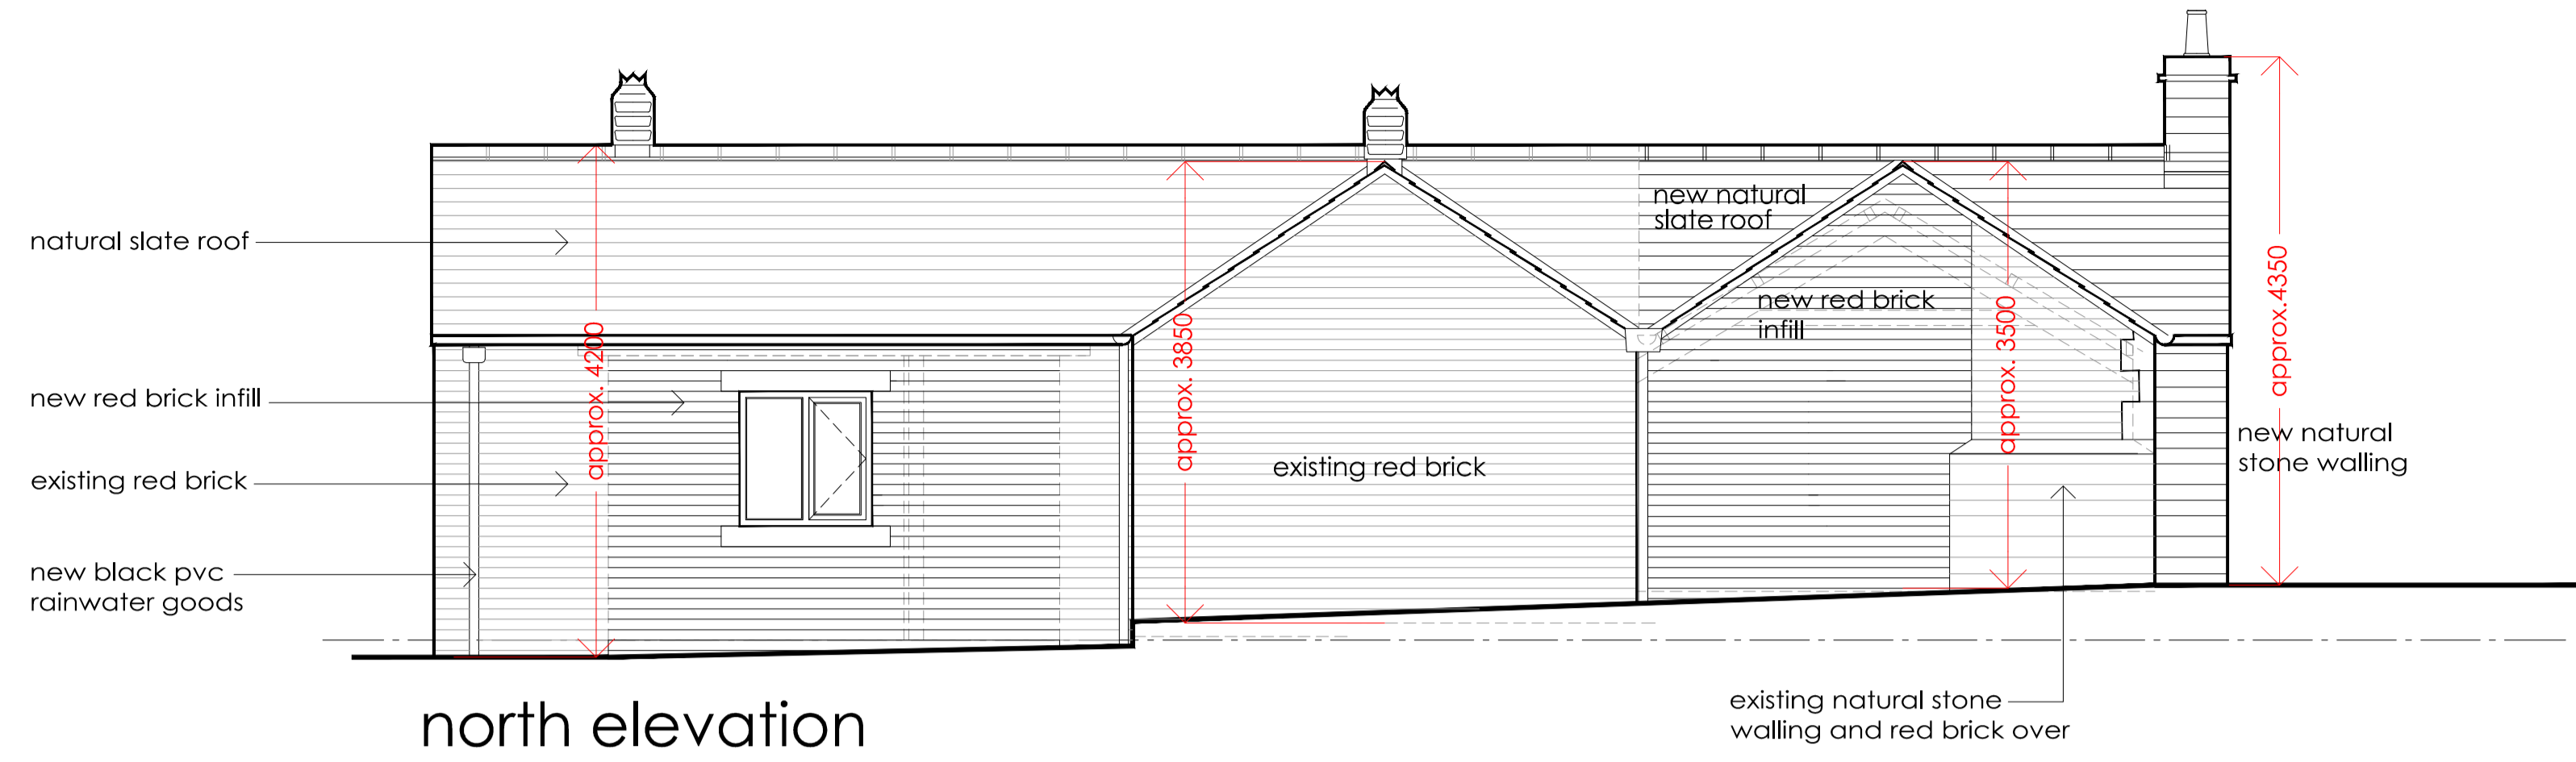 natural slate roof
new red brick infill
existing red brick
new black pvc
rainwater goods
approx. 4200
approx. 3850
existing red brick
new natural
slate roof
new red brick
infill
approx. 3500
approx.4350
new natural
stone walling
existing natural stone
walling and red brick over
north elevation